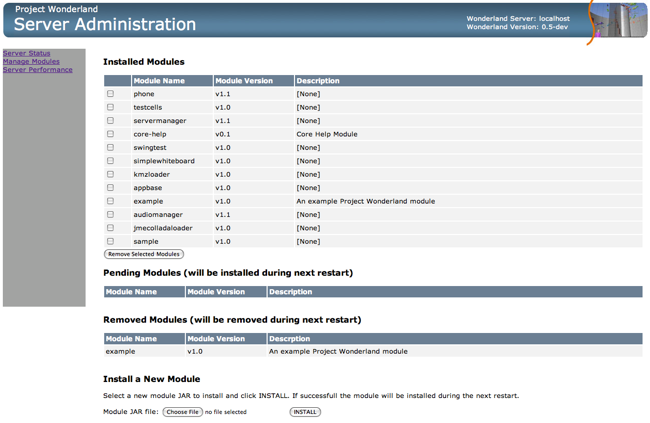 Project Wonderland
Server Administration
Wonderland Server: localhost
Wonderland Version: 0.5-dev
Server Status
Manage Modules
Server Performance
Installed Modules
Module Name Module Version Description
phone v1.1 [None]
testcells v1.0 [None]
servermanager v1.1 [None]
core-help v0.1 Core Help Module
swingtest v1.0 [None]
simplewhiteboard v1.0 [None]
kmzloader v1.0 [None]
appbase v1.0 [None]
example v1.0 An example Project Wonderland module
audiomanager v1.1 [None]
jmecolladaloader v1.0 [None]
sample v1.0 [None]
Remove Selected Modules
Pending Modules (will be installed during next restart)
Module Name Module Version Description
Removed Modules (will be removed during next restart)
Module Name Module Version Descrption
example v1.0 An example Project Wonderland module
Install a New Module
Select a new module JAR to install and click INSTALL. If successfull the module will be installed during the next restart.
Module JAR file: Choose File no file selected INSTALL